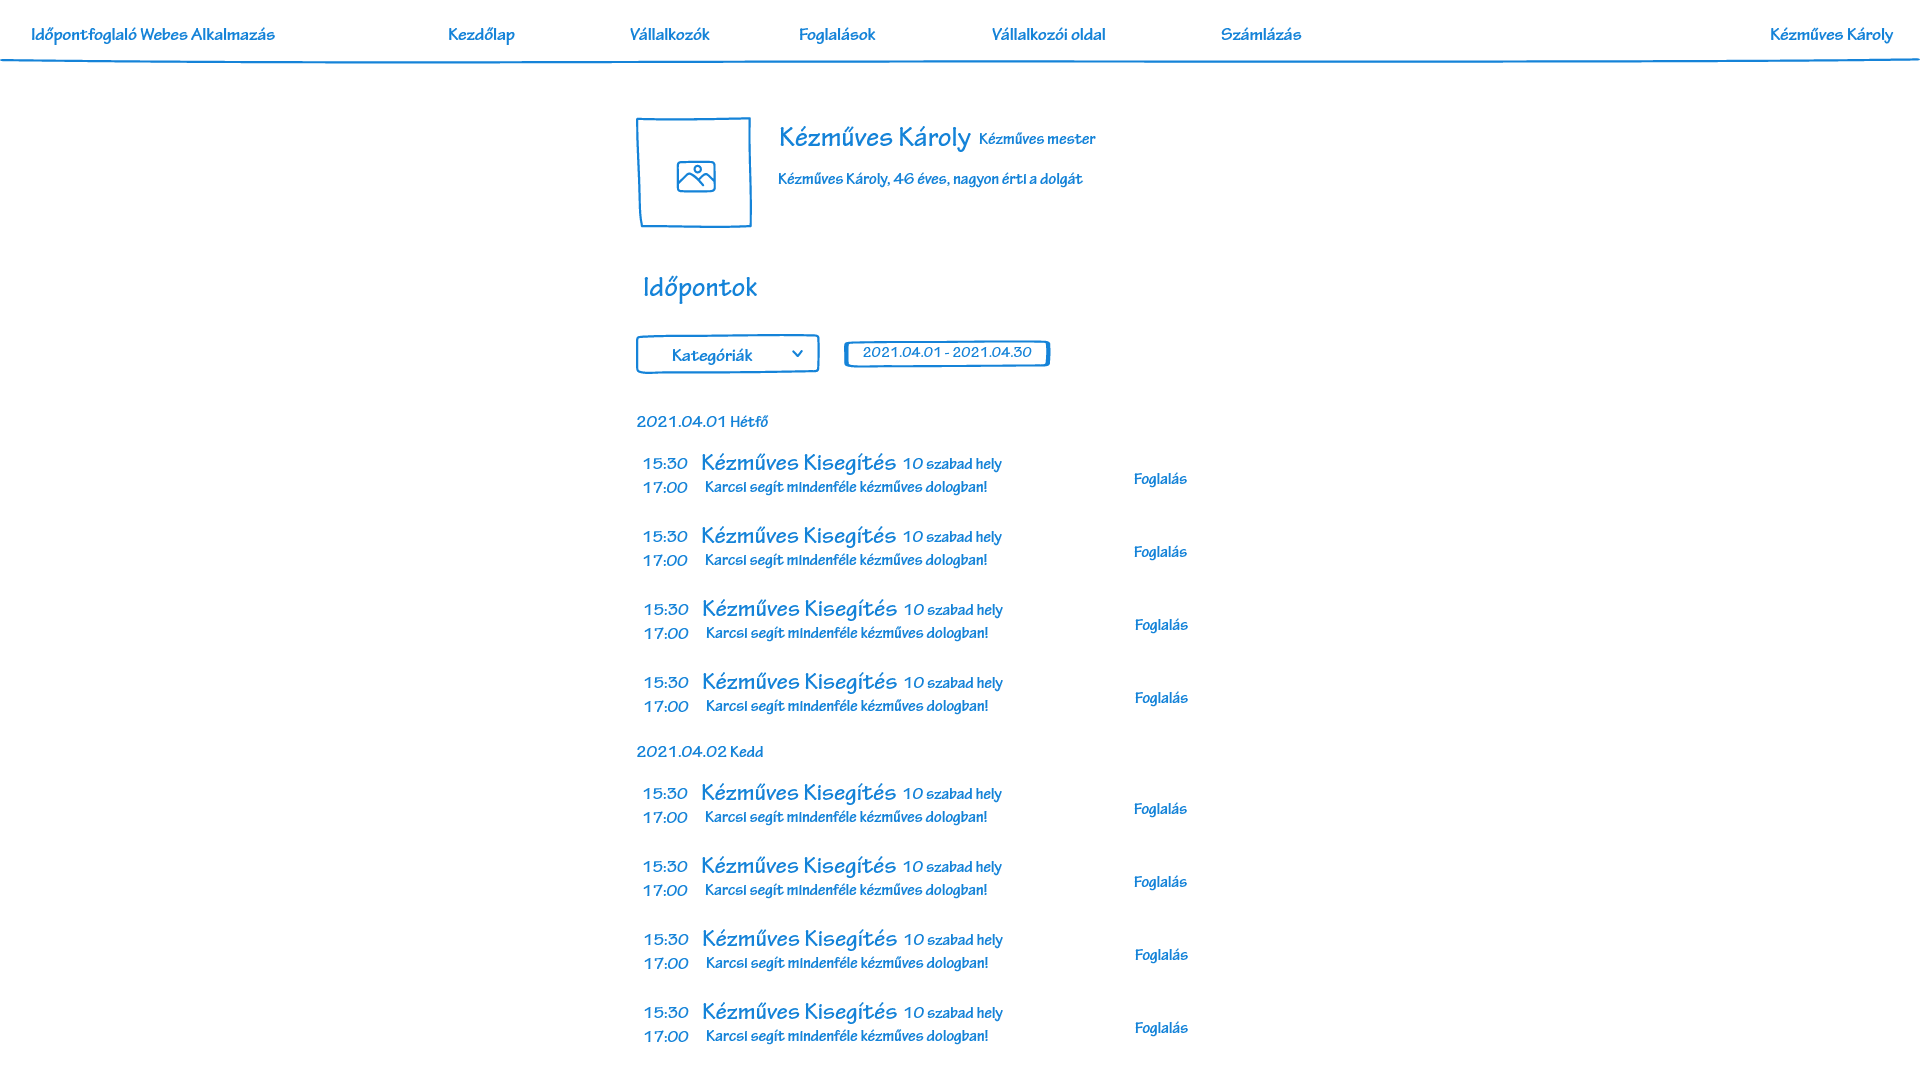 Időpontfoglaló Webes Alkalmazás Kezdőlap Vállalkozók Foglalások Vállalkozói oldal Számlázás Kézműves Károly
Kézműves Károly Kézműves mester
Kézműves Károly, 46 éves, nagyon érti a dolgát
Időpontok
Kategóriák 2021.04.01 - 2021.04.30
2021.04.01 Hétfő
15:30 Kézműves Kisegítés 10 szabad hely
Foglalás
17:00 Karcsi segít mindenféle kézműves dologban!
15:30 Kézműves Kisegítés 10 szabad hely
Foglalás
17:00 Karcsi segít mindenféle kézműves dologban!
15:30 Kézműves Kisegítés 10 szabad hely
Foglalás
17:00 Karcsi segít mindenféle kézműves dologban!
15:30 Kézműves Kisegítés 10 szabad hely
Foglalás
17:00 Karcsi segít mindenféle kézműves dologban!
2021.04.02 Kedd
15:30 Kézműves Kisegítés 10 szabad hely
Foglalás
17:00 Karcsi segít mindenféle kézműves dologban!
15:30 Kézműves Kisegítés 10 szabad hely
Foglalás
17:00 Karcsi segít mindenféle kézműves dologban!
15:30 Kézműves Kisegítés 10 szabad hely
Foglalás
17:00 Karcsi segít mindenféle kézműves dologban!
15:30 Kézműves Kisegítés 10 szabad hely
Foglalás
17:00 Karcsi segít mindenféle kézműves dologban!